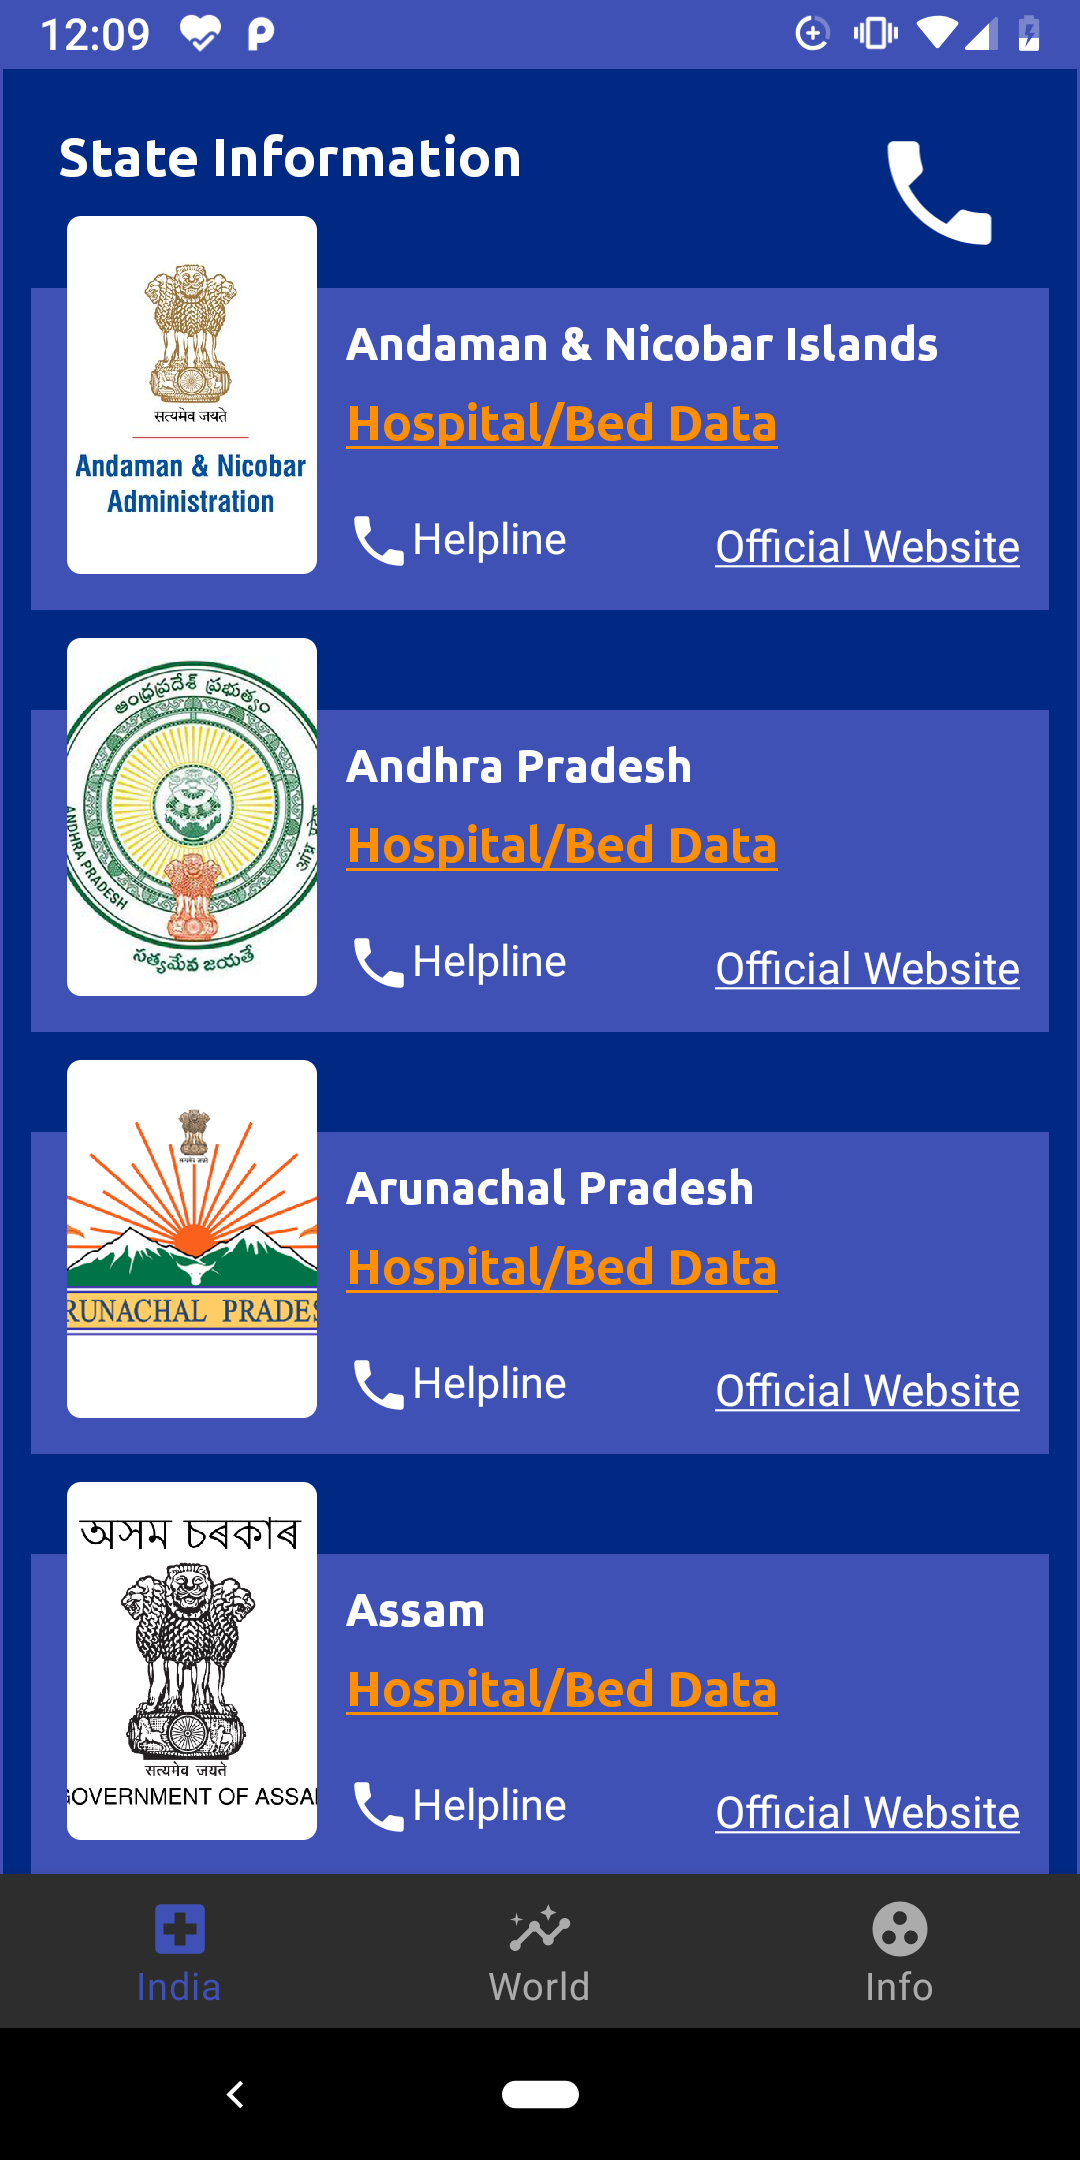 12:09
State Information
सत्यमेव जयते
Andaman & Nicobar
Administration
Andaman & Nicobar Islands
Hospital/Bed Data
Helpline
Official Website
ఆంధ్రప్రదేశ్ ప్రభుత్వం
ANDHRA PRADESH
సత్యమేవ జయతే
Andhra Pradesh
Hospital/Bed Data
Helpline
Official Website
RUNACHAL PRADES
Arunachal Pradesh
Hospital/Bed Data
Helpline
Official Website
অসম চৰকাৰ
सत्यमेव जयते
GOVERNMENT OF ASSA
Assam
Hospital/Bed Data
Helpline
Official Website
India
World
Info